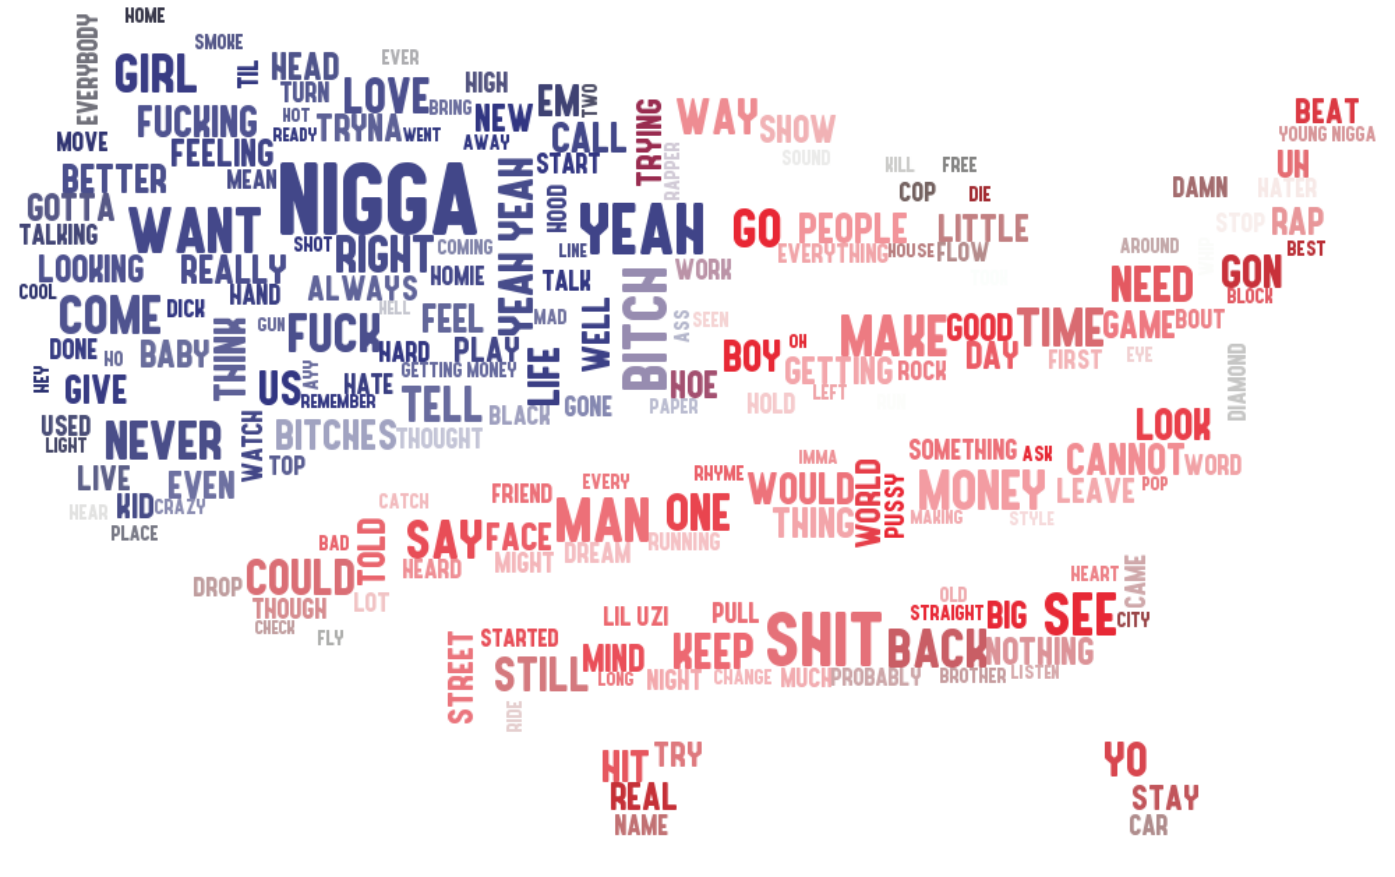 HOME
EVERYBODY
SMOKE
GIRL
TIL
HEAD
EVER
TURN
LOVE
HIGH
BRING
EM
TWO
FUCKING
HOT
READY
TRYNA
WENT
NEW
AWAY
CALL
TRYING
WAY
SHOW
BEAT
YOUNG NIGGA
MOVE
FEELING
START
RAPPER
SOUND
KILL
FREE
UH
BETTER
MEAN
NIGGA
YEAH YEAH
HOOD
COP
DIE
DAMN
HATER
GOTTA
TALKING
WANT
SHOT
RIGHT
COMING
LINE
YEAH
GO
PEOPLE
EVERYTHING
HOUSE
LITTLE
FLOW
AROUND
STOP
RAP
WHIP
BEST
LOOKING
REALLY
HOMIE
TALK
WORK
NEED
GON
BLOCK
COOL
COME
DICK
HAND
ALWAYS
HELL
FEEL
MAD
WELL
BITCH
ASS
SEEN
GUN
FUCK
THINK
MAKE
GOOD
TIME
GAME
BOUT
DONE
HO
BABY
HARD
PLAY
LIFE
BOY
OH
GETTING
ROCK
DAY
FIRST
EYE
DIAMOND
HEY
GIVE
US
AYY
HATE
GETTING MONEY
REMEMBER
HOE
LEFT
USED
LIGHT
NEVER
WATCH
TELL
BLACK
GONE
PAPER
HOLD
LOOK
BITCHES
THOUGHT
TOP
SOMETHING
ASK
CANNOT
WORD
LIVE
EVEN
IMMA
RHYME
WOULD
WORLD
PUSSY
MONEY
LEAVE
POP
HEAR
KID
CRAZY
PLACE
CATCH
FRIEND
EVERY
MAN
ONE
THING
MAKING
STYLE
BAD
TOLD
SAY
FACE
DREAM
RUNNING
DROP
COULD
HEARD
MIGHT
HEART
CAME
THOUGH
LOT
CHECK
FLY
LIL UZI
PULL
OLD
STRAIGHT
BIG
SEE
CITY
STREET
STARTED
STILL
MIND
LONG
KEEP
NIGHT
CHANGE
SHIT
MUCH
BACK
PROBABLY
NOTHING
BROTHER
LISTEN
RIDE
HIT
TRY
REAL
NAME
YO
STAY
CAR